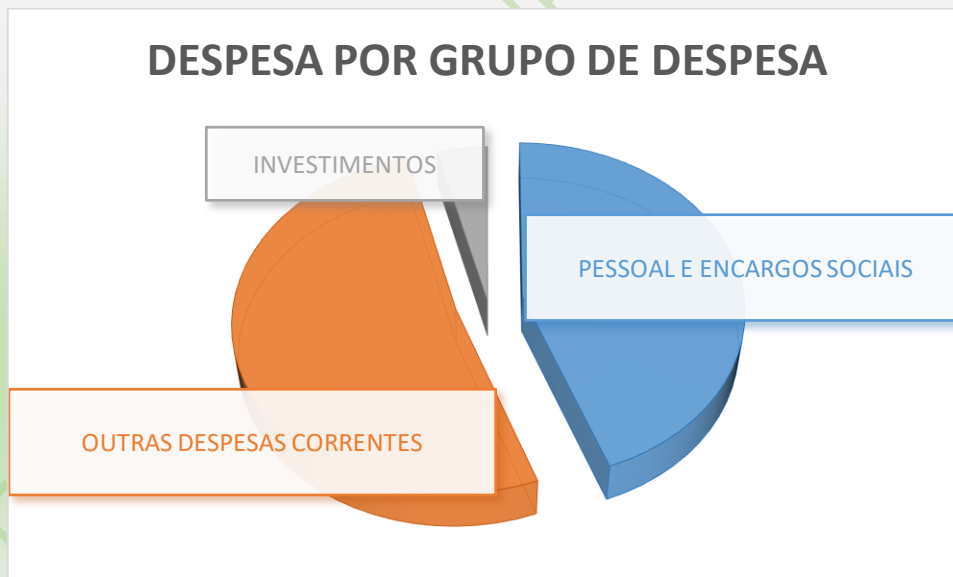 DESPESA POR GRUPO DE DESPESA
INVESTIMENTOS
PESSOAL E ENCARGOS SOCIAIS
OUTRAS DESPESAS CORRENTES